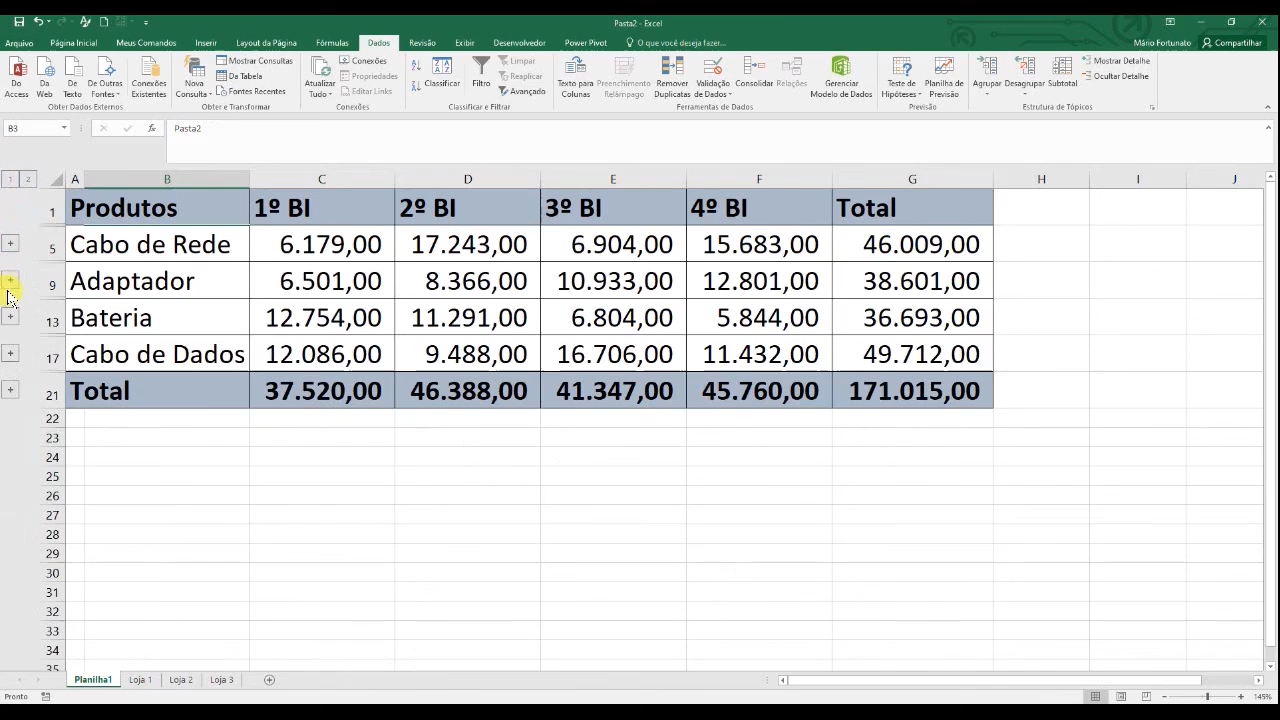 Pasta2 - Excel
Arquivo Página Inicial Meus Comandos Inserir Layout da Página Fórmulas Dados Revisão Exibir Desenvolvedor Power Pivot O que você deseja fazer... Mário Fortunato Compartilhar
Do Access
Da Web
De Texto
De Outras Fontes
Conexões Existentes
Obter Dados Externos
Nova Consulta
Mostrar Consultas
Da Tabela
Fontes Recentes
Obter e Transformar
Atualizar Tudo
Conexões
Propriedades
Editar Links
Conexões
Classificar
Filtro
Limpar
Reaplicar
Avançado
Classificar e Filtrar
Texto para Colunas
Preenchimento Relâmpago
Remover Duplicatas
Validação de Dados
Consolidar
Relações
Gerenciar Modelo de Dados
Ferramentas de Dados
Teste de Hipóteses
Planilha de Previsão
Previsão
Agrupar
Desagrupar
Subtotal
Mostrar Detalhe
Ocultar Detalhe
Estrutura de Tópicos
B3 fx Pasta2
1 2 A B C D E F G H I J
1 Produtos 1º BI 2º BI 3º BI 4º BI Total
5 Cabo de Rede 6.179,00 17.243,00 6.904,00 15.683,00 46.009,00
9 Adaptador 6.501,00 8.366,00 10.933,00 12.801,00 38.601,00
13 Bateria 12.754,00 11.291,00 6.804,00 5.844,00 36.693,00
17 Cabo de Dados 12.086,00 9.488,00 16.706,00 11.432,00 49.712,00
21 Total 37.520,00 46.388,00 41.347,00 45.760,00 171.015,00
22
23
24
25
26
27
28
29
30
31
32
33
34
35
Planilha1 Loja 1 Loja 2 Loja 3
Pronto 145%